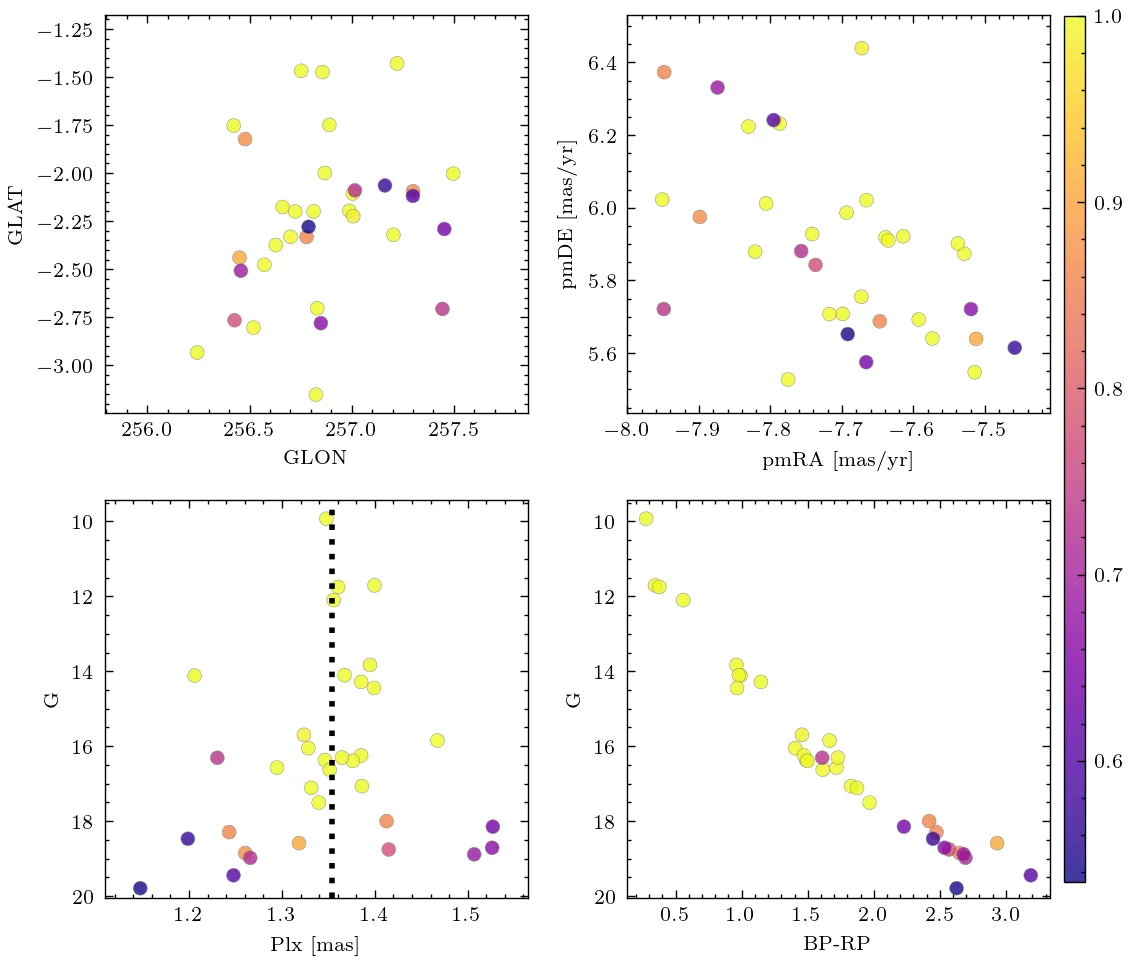 −1.25
−1.50
−1.75
−2.00
−2.25
−2.50
−2.75
−3.00
GLAT
256.0 256.5 257.0 257.5
GLON
6.4
6.2
6.0
5.8
5.6
pmDE [mas/yr]
−8.0 −7.9 −7.8 −7.7 −7.6 −7.5
pmRA [mas/yr]
1.0
0.9
0.8
0.7
0.6
10
12
14
16
18
20
G
1.2 1.3 1.4 1.5
Plx [mas]
10
12
14
16
18
20
G
0.5 1.0 1.5 2.0 2.5 3.0
BP-RP